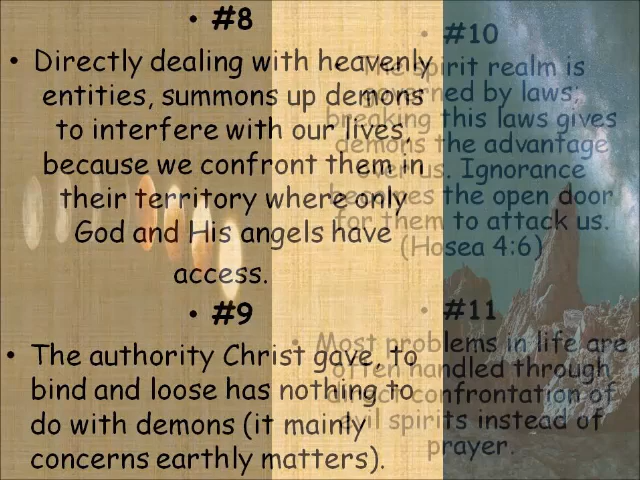 • #8
• Directly dealing with heavenly
entities, summons up demons
to interfere with our lives,
because we confront them in
their territory where only
God and His angels have
access.
• #9
• The authority Christ gave, to
bind and loose has nothing to
do with demons (it mainly
concerns earthly matters).
• #10
• The spirit realm is
governed by laws;
breaking this laws gives
demons the advantage
over us. Ignorance
becomes the open door
for them to attack us.
(Hosea 4:6)
• #11
• Most problems in life are
often handled through
direct confrontation of
evil spirits instead of
prayer.